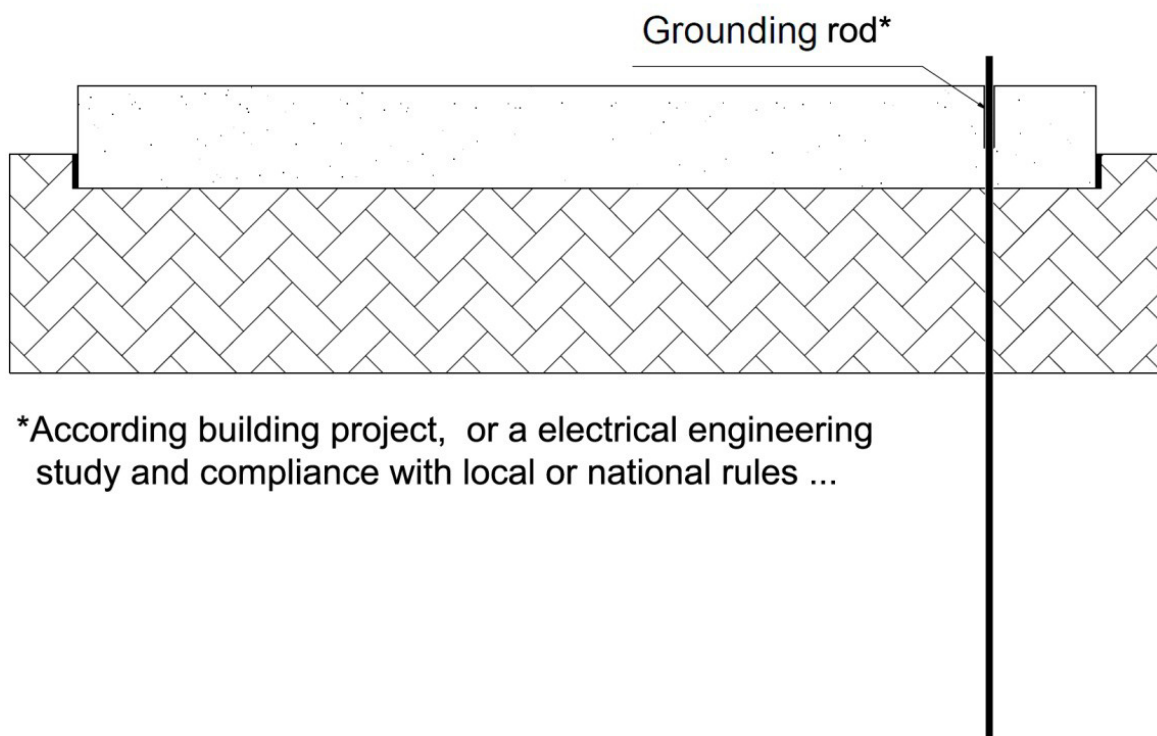 Grounding rod*
*According building project, or a electrical engineering
study and compliance with local or national rules ...